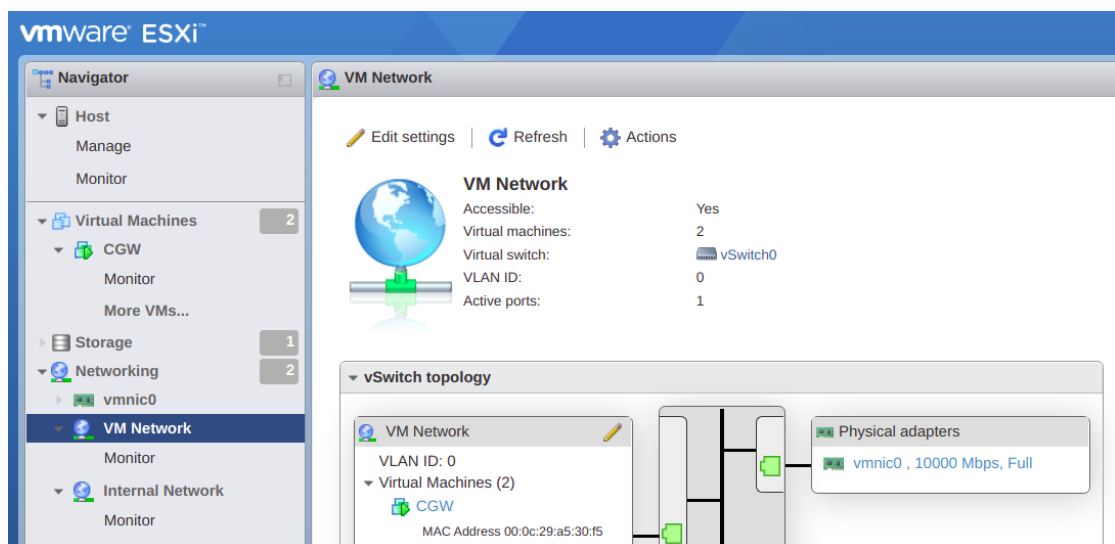 vmware ESXi™
Navigator
Host
Manage
Monitor
Virtual Machines 2
CGW
Monitor
More VMs...
Storage 1
Networking 2
vmnic0
VM Network
Monitor
Internal Network
Monitor
VM Network
Edit settings Refresh Actions
VM Network
Accessible: Yes
Virtual machines: 2
Virtual switch: vSwitch0
VLAN ID: 0
Active ports: 1
vSwitch topology
VM Network
VLAN ID: 0
Virtual Machines (2)
CGW
MAC Address 00:0c:29:a5:30:f5
Physical adapters
vmnic0 , 10000 Mbps, Full